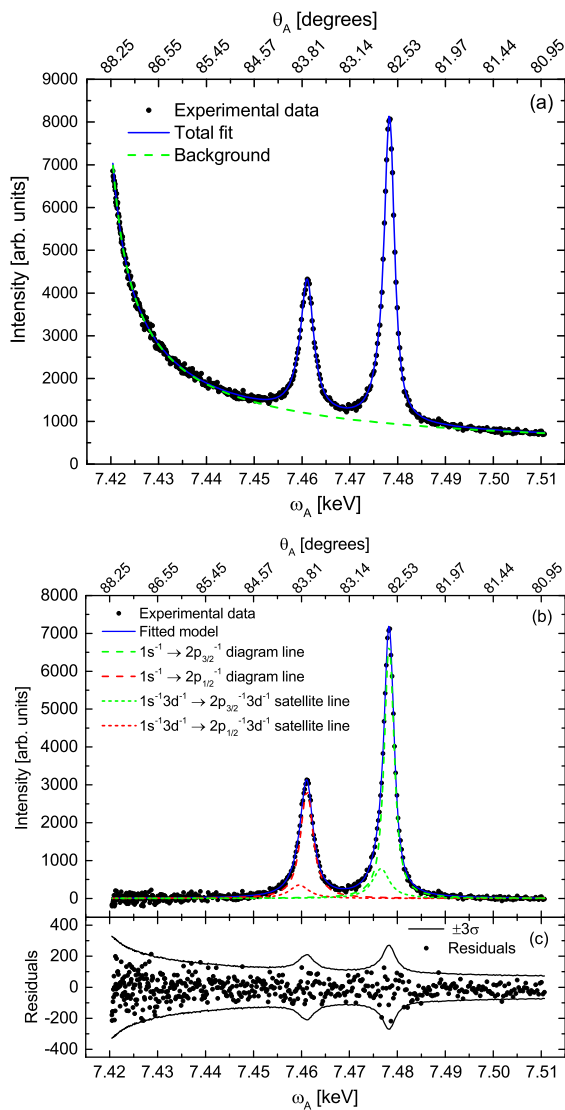 θ_A [degrees]
88.25 86.55 85.45 84.57 83.81 83.14 82.53 81.97 81.44 80.95
(a)
Experimental data
Total fit
Background
Intensity [arb. units]
9000
8000
7000
6000
5000
4000
3000
2000
1000
0
7.42 7.43 7.44 7.45 7.46 7.47 7.48 7.49 7.50 7.51
ω_A [keV]
θ_A [degrees]
88.25 86.55 85.45 84.57 83.81 83.14 82.53 81.97 81.44 80.95
(b)
Experimental data
Fitted model
1s⁻¹ → 2p₃/₂⁻¹ diagram line
1s⁻¹ → 2p₁/₂⁻¹ diagram line
1s⁻¹3d⁻¹ → 2p₃/₂⁻¹3d⁻¹ satellite line
1s⁻¹3d⁻¹ → 2p₁/₂⁻¹3d⁻¹ satellite line
Intensity [arb. units]
8000
7000
6000
5000
4000
3000
2000
1000
0
(c)
±3σ
Residuals
Residuals
400
200
0
-200
-400
7.42 7.43 7.44 7.45 7.46 7.47 7.48 7.49 7.50 7.51
ω_A [keV]